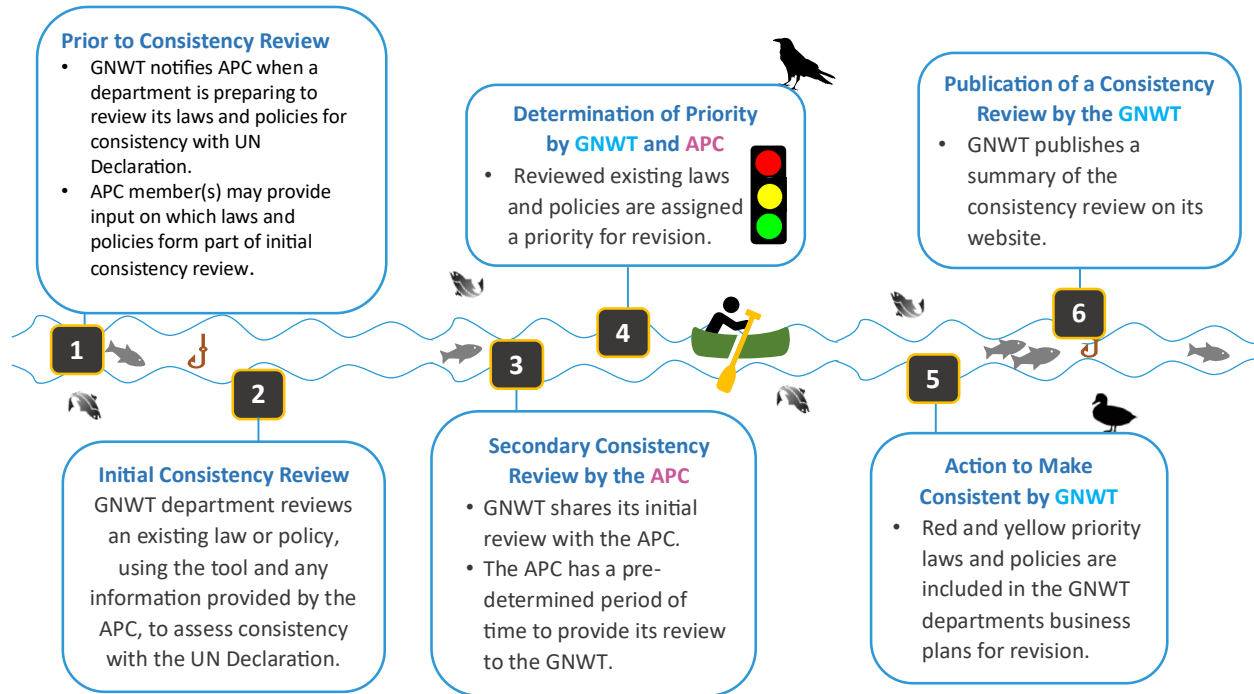 Prior to Consistency Review
• GNWT notifies APC when a
department is preparing to
review its laws and policies for
consistency with UN
Declaration.
• APC member(s) may provide
input on which laws and
policies form part of initial
consistency review.
1
2
Initial Consistency Review
GNWT department reviews
an existing law or policy,
using the tool and any
information provided by the
APC, to assess consistency
with the UN Declaration.
3
Secondary Consistency
Review by the APC
• GNWT shares its initial
review with the APC.
• The APC has a pre-
determined period of
time to provide its review
to the GNWT.
Determination of Priority
by GNWT and APC
• Reviewed existing laws
and policies are assigned
a priority for revision.
4
5
Action to Make
Consistent by GNWT
• Red and yellow priority
laws and policies are
included in the GNWT
departments business
plans for revision.
Publication of a Consistency
Review by the GNWT
• GNWT publishes a
summary of the
consistency review on its
website.
6